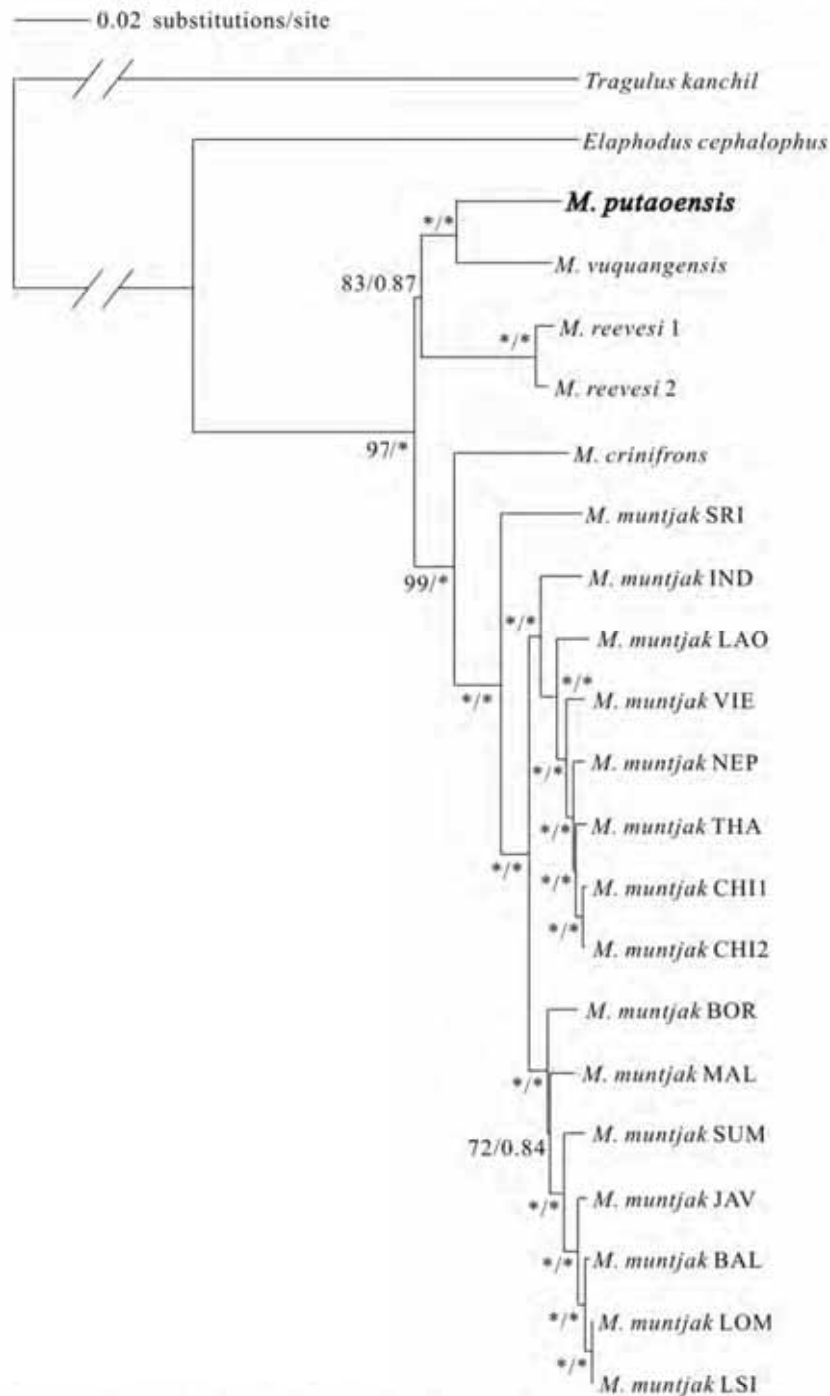 0.02 substitutions/site
Tragulus kanchil
Elaphodus cephalophus
M. putaoensis
*/*
M. vuquangensis
83/0.87
M. reevesi 1
*/*
M. reevesi 2
97/*
M. crinifrons
M. muntjak SRI
99/*
M. muntjak IND
*/*
M. muntjak LAO
*/*
*/*
M. muntjak VIE
M. muntjak NEP
*/*
M. muntjak THA
*/*
*/*
*/*
M. muntjak CHI1
*/*
M. muntjak CHI2
M. muntjak BOR
*/*
M. muntjak MAL
M. muntjak SUM
72/0.84
M. muntjak JAV
*/*
*/*
M. muntjak BAL
*/*
M. muntjak LOM
*/*
M. muntjak LSI